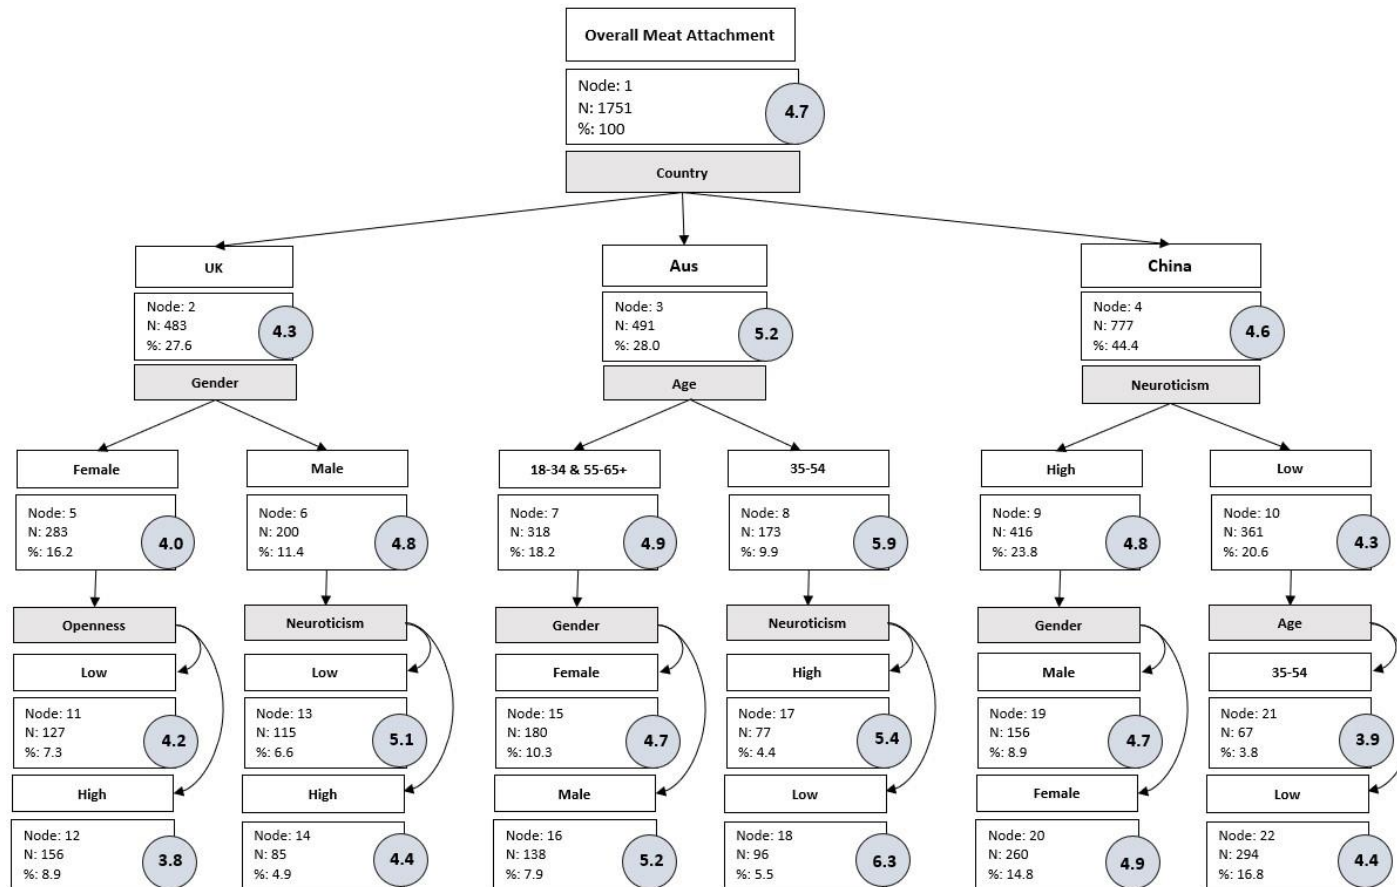 Overall Meat Attachment
Node: 1
N: 1751
%: 100
4.7
Country
UK
Node: 2
N: 483
%: 27.6
4.3
Gender
Aus
Node: 3
N: 491
%: 28.0
5.2
Age
China
Node: 4
N: 777
%: 44.4
4.6
Neuroticism
Female
Node: 5
N: 283
%: 16.2
4.0
Male
Node: 6
N: 200
%: 11.4
4.8
18-34 & 55-65+
Node: 7
N: 318
%: 18.2
4.9
35-54
Node: 8
N: 173
%: 9.9
5.9
High
Node: 9
N: 416
%: 23.8
4.8
Low
Node: 10
N: 361
%: 20.6
4.3
Openness
Low
Node: 11
N: 127
%: 7.3
4.2
High
Node: 12
N: 156
%: 8.9
3.8
Neuroticism
Low
Node: 13
N: 115
%: 6.6
5.1
High
Node: 14
N: 85
%: 4.9
4.4
Gender
Female
Node: 15
N: 180
%: 10.3
4.7
Male
Node: 16
N: 138
%: 7.9
5.2
Neuroticism
High
Node: 17
N: 77
%: 4.4
5.4
Low
Node: 18
N: 96
%: 5.5
6.3
Gender
Male
Node: 19
N: 156
%: 8.9
4.7
Female
Node: 20
N: 260
%: 14.8
4.9
Age
35-54
Node: 21
N: 67
%: 3.8
3.9
Low
Node: 22
N: 294
%: 16.8
4.4